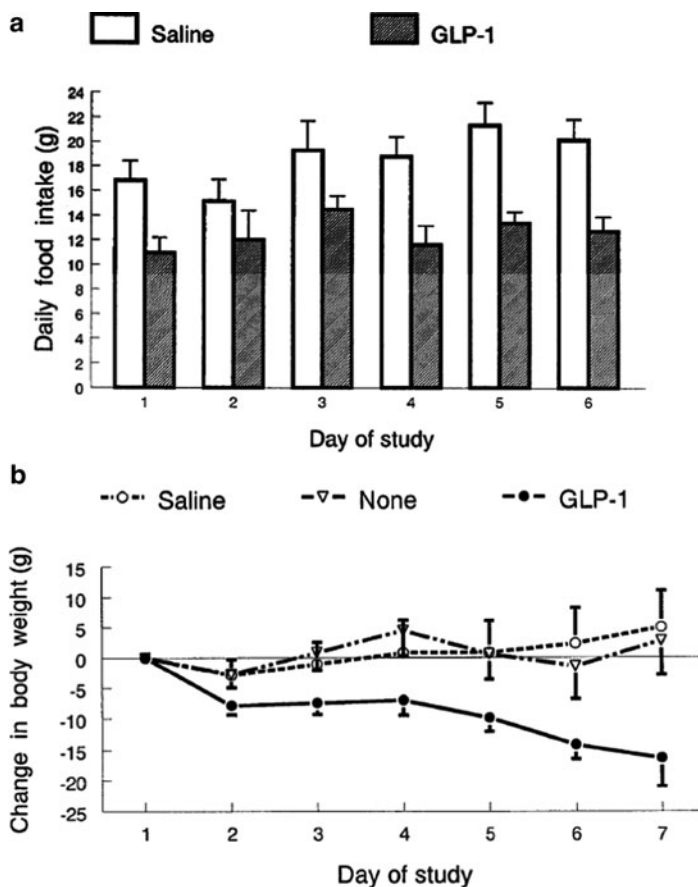 a
Saline GLP-1
Daily food intake (g)
24
22
20
18
16
14
12
10
8
6
4
2
0
1 2 3 4 5 6
Day of study
b
Saline None GLP-1
Change in body weight (g)
15
10
5
0
-5
-10
-15
-20
-25
1 2 3 4 5 6 7
Day of study